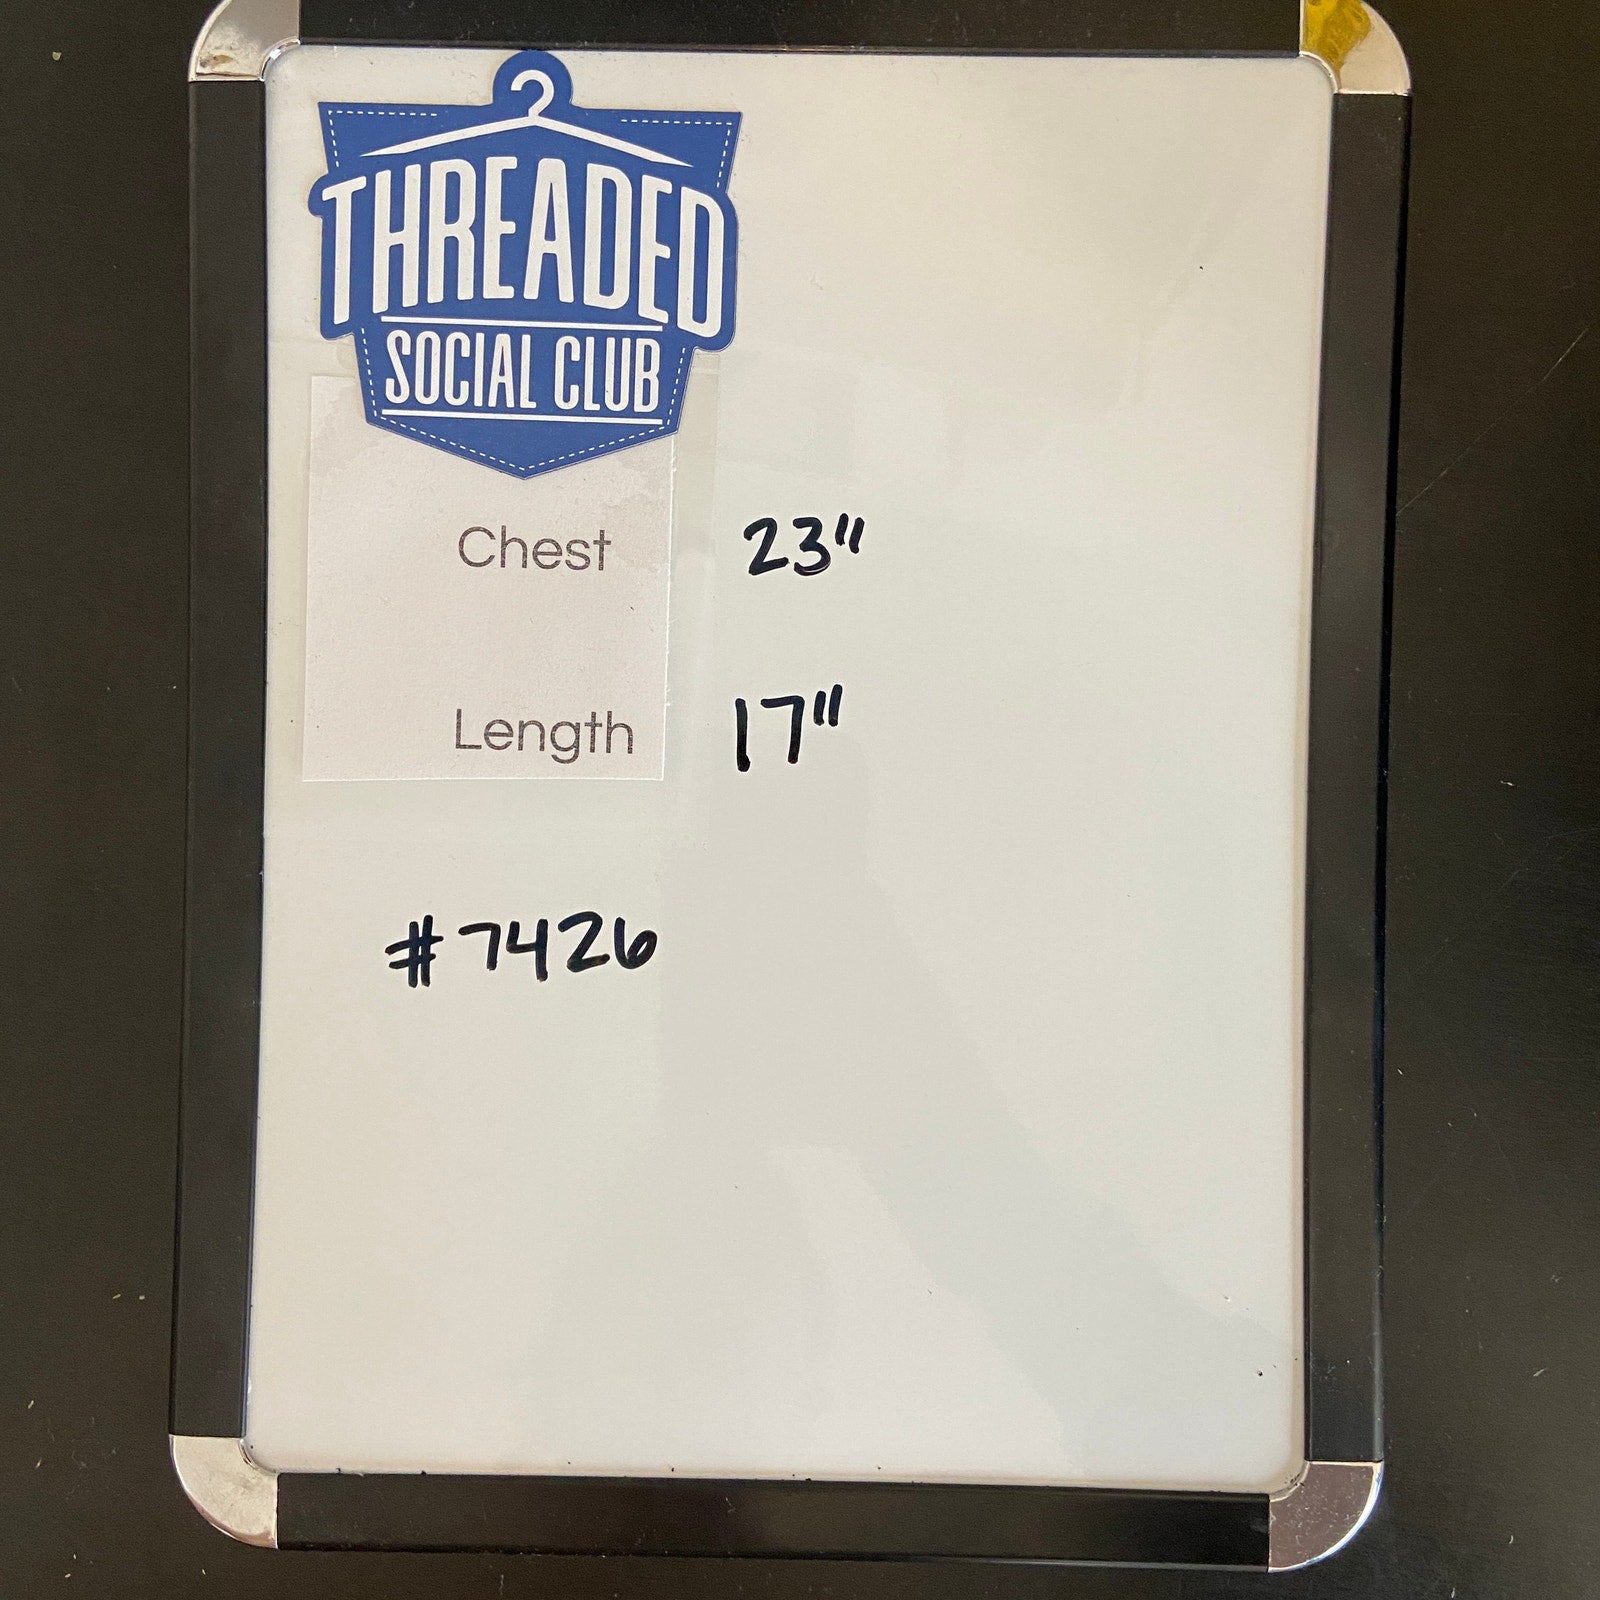 THREADED
SOCIAL CLUB
Chest 23"
Length 17"
#7426